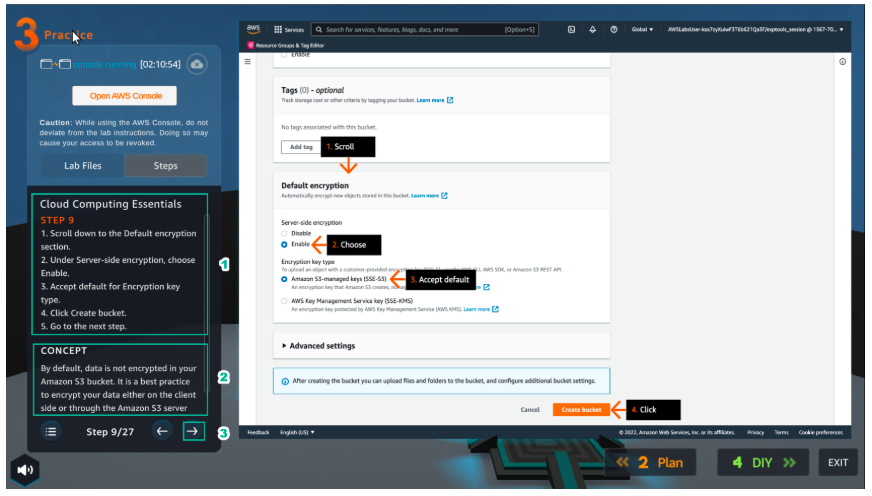 3 Practice
console running [02:10:54]
Open AWS Console
Caution: While using the AWS Console, do not
deviate from the lab instructions. Doing so may
cause your access to be revoked.
Lab Files
Steps
Cloud Computing Essentials
STEP 9
1. Scroll down to the Default encryption
section.
2. Under Server-side encryption, choose
Enable.
3. Accept default for Encryption key
type.
4. Click Create bucket.
5. Go to the next step.
1
CONCEPT
By default, data is not encrypted in your
Amazon S3 bucket. It is a best practice
to encrypt your data either on the client
side or through the Amazon S3 server
2
Step 9/27
3
aws
Services
Search for services, features, blogs, docs, and more
[Option+S]
Global
Resource Groups & Tag Editor
Enable
Tags (0) - optional
Track storage cost or other criteria by tagging your bucket. Learn more
No tags associated with this bucket.
Add tag
1. Scroll
Default encryption
Automatically encrypt new objects stored in this bucket. Learn more
Server-side encryption
Disable
Enable
2. Choose
Encryption key type
To upload an object with a customer-provided AWS SDK, or Amazon S3 REST API.
Amazon S3-managed keys (SSE-S3)
3. Accept default
An encryption key that Amazon S3 creates,
AWS Key Management Service key (SSE-KMS)
An encryption key protected by AWS Key Management Service (AWS KMS). Learn more
Advanced settings
After creating the bucket you can upload files and folders to the bucket, and configure additional bucket settings.
Cancel
Create bucket
4. Click
Feedback
English (US)
© 2022, Amazon Web Services, Inc. or its affiliates.
Privacy
Terms
Cookie preferences
2 Plan
4 DIY
EXIT